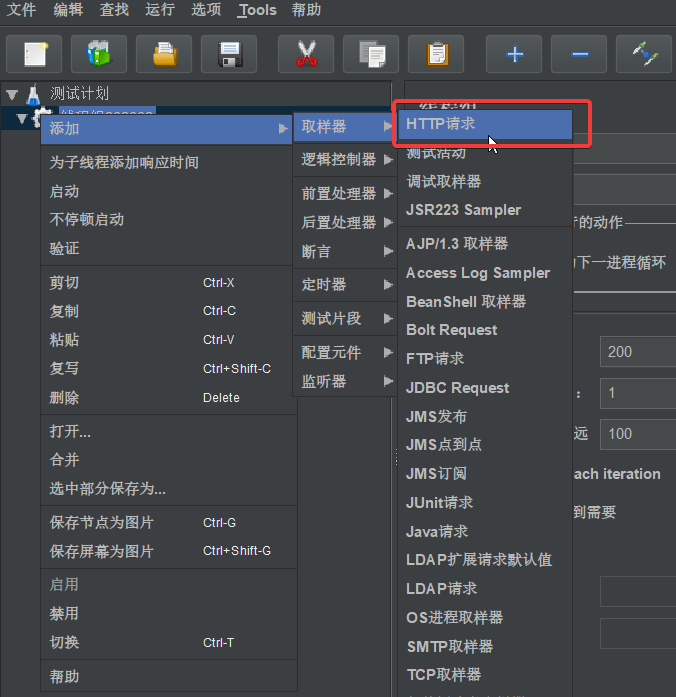 文件 编辑 查找 运行 选项 Tools 帮助
测试计划
添加
为子线程添加响应时间
启动
不停顿启动
验证
剪切 Ctrl-X
复制 Ctrl-C
粘贴 Ctrl-V
复写 Ctrl+Shift-C
删除 Delete
打开...
合并
选中部分保存为...
保存节点为图片 Ctrl-G
保存屏幕为图片 Ctrl+Shift-G
启用
禁用
切换 Ctrl-T
帮助
取样器
逻辑控制器
前置处理器
后置处理器
断言
定时器
测试片段
配置元件
监听器
HTTP请求
测试活动
调试取样器
JSR223 Sampler
AJP/1.3 取样器
Access Log Sampler
BeanShell 取样器
Bolt Request
FTP请求
JDBC Request
JMS发布
JMS点到点
JMS订阅
JUnit请求
Java请求
LDAP扩展请求默认值
LDAP请求
OS进程取样器
SMTP取样器
TCP取样器
的动作
下一进程循环
200
： 1
远 100
ach iteration
到需要